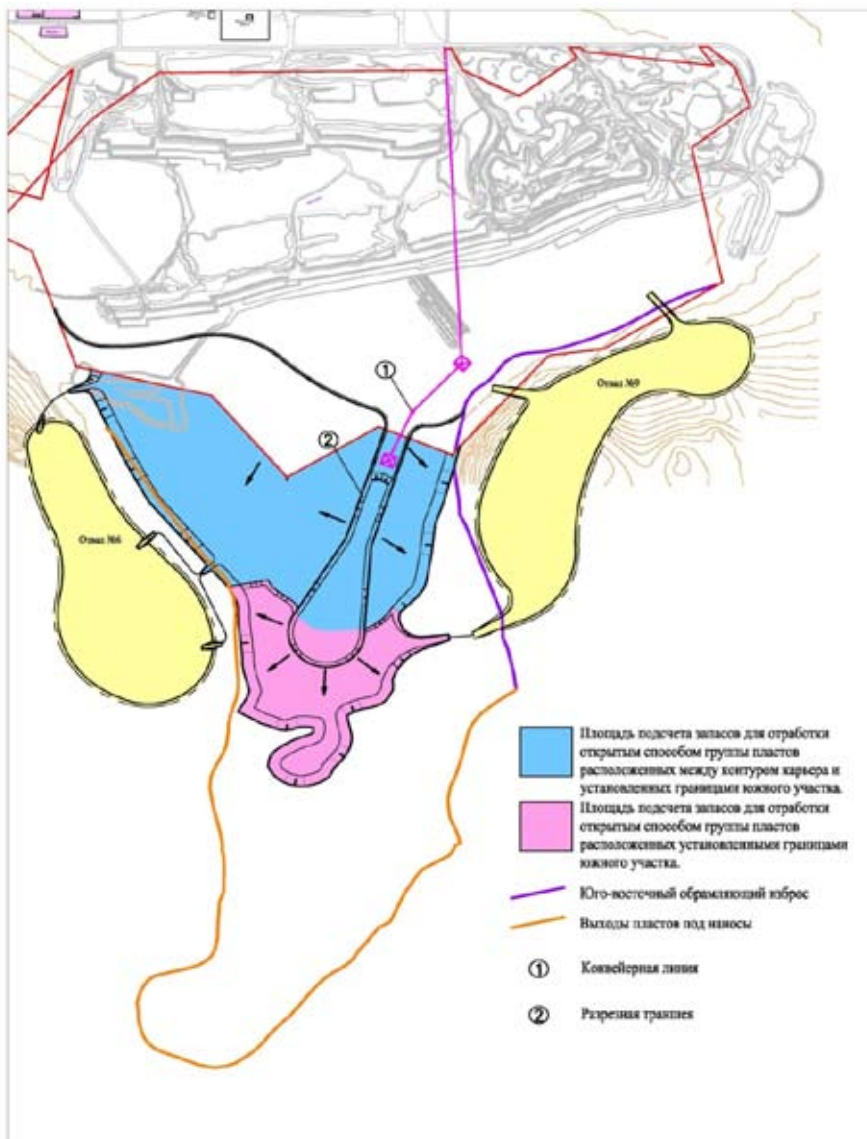 ①
②
Отвал №9
Отвал №6
Площадь подсчета запасов для отработки
открытым способом группы пластов
расположенных между контуром карьера и
установленных границами южного участка.
Площадь подсчета запасов для отработки
открытым способом группы пластов
расположенных установленными границами
южного участка.
Юго-восточный обрамляющий взброс
Выходы пластов под наносы
① Конвейерная линия
② Разрезная траншея